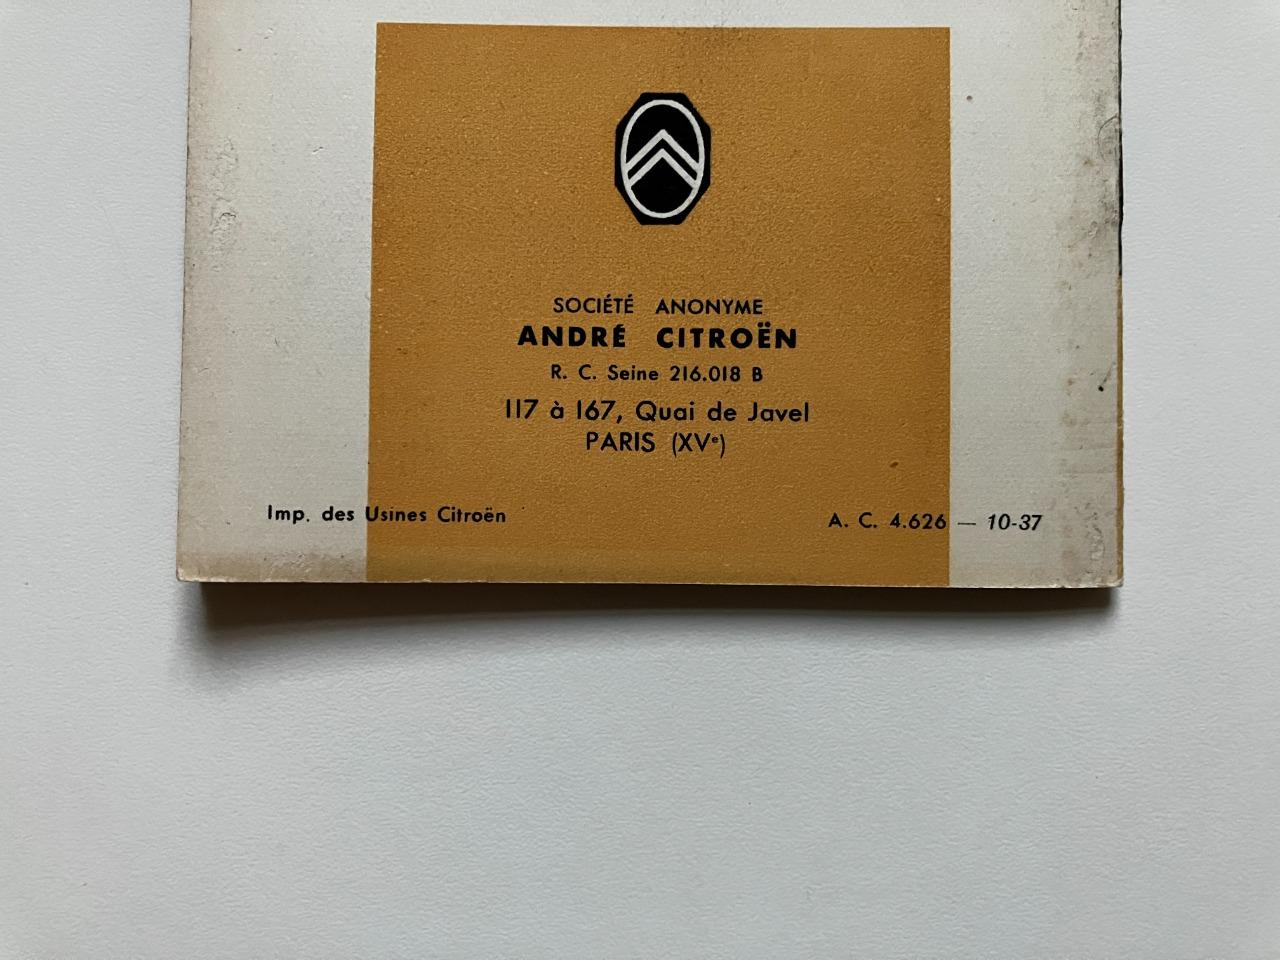 SOCIÉTÉ ANONYME
ANDRÉ CITROËN
R. C. Seine 216.018 B
117 à 167, Quai de Javel
PARIS (XVᵉ)
Imp. des Usines Citroën
A. C. 4.626 — 10-37